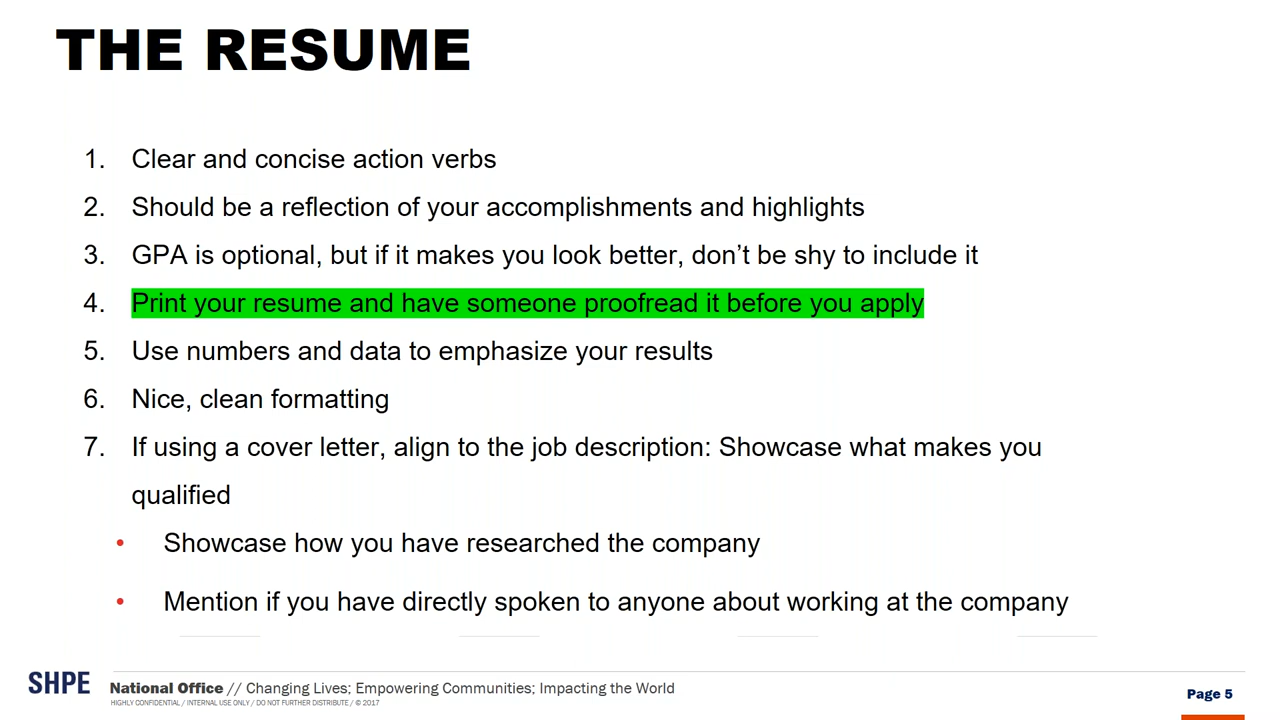 THE RESUME
1. Clear and concise action verbs
2. Should be a reflection of your accomplishments and highlights
3. GPA is optional, but if it makes you look better, don’t be shy to include it
4. Print your resume and have someone proofread it before you apply
5. Use numbers and data to emphasize your results
6. Nice, clean formatting
7. If using a cover letter, align to the job description: Showcase what makes you
qualified
• Showcase how you have researched the company
• Mention if you have directly spoken to anyone about working at the company
SHPE
National Office // Changing Lives; Empowering Communities; Impacting the World
HIGHLY CONFIDENTIAL / INTERNAL USE ONLY / DO NOT FURTHER DISTRIBUTE / © 2017
Page 5